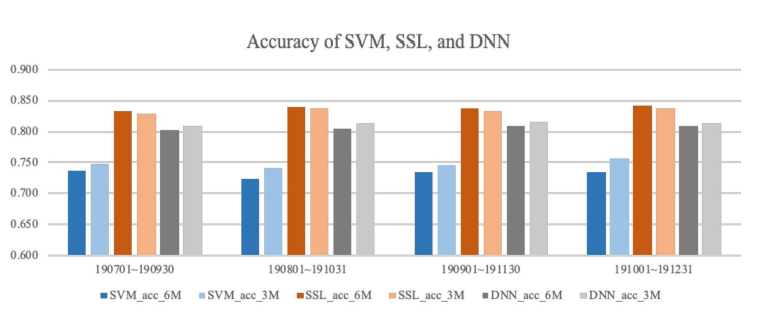 Accuracy of SVM, SSL, and DNN
0.900
0.850
0.800
0.750
0.700
0.650
0.600
190701~190930 190801~191031 190901~191130 191001~191231
SVM_acc_6M SVM_acc_3M SSL_acc_6M SSL_acc_3M DNN_acc_6M DNN_acc_3M